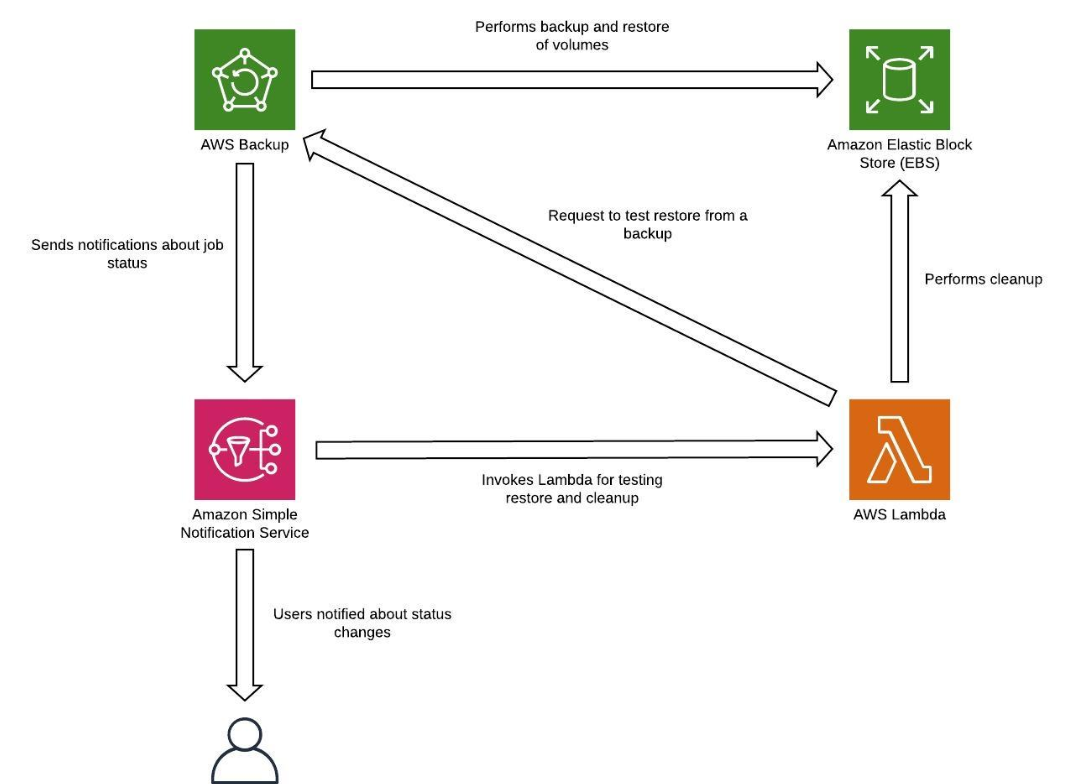 Performs backup and restore
of volumes
AWS Backup
Amazon Elastic Block
Store (EBS)
Request to test restore from a
backup
Sends notifications about job
status
Performs cleanup
Invokes Lambda for testing
restore and cleanup
Amazon Simple
Notification Service
AWS Lambda
Users notified about status
changes